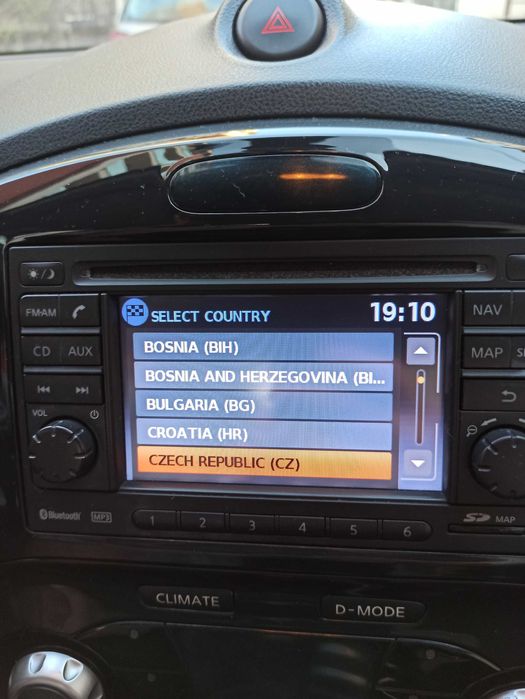 SELECT COUNTRY
19:10
BOSNIA (BIH)
BOSNIA AND HERZEGOVINA (BI...
BULGARIA (BG)
CROATIA (HR)
CZECH REPUBLIC (CZ)
FM·AM
CD
AUX
VOL
NAV
MAP
Bluetooth
MP3
1 2 3 4 5 6
SD MAP
CLIMATE
D-MODE